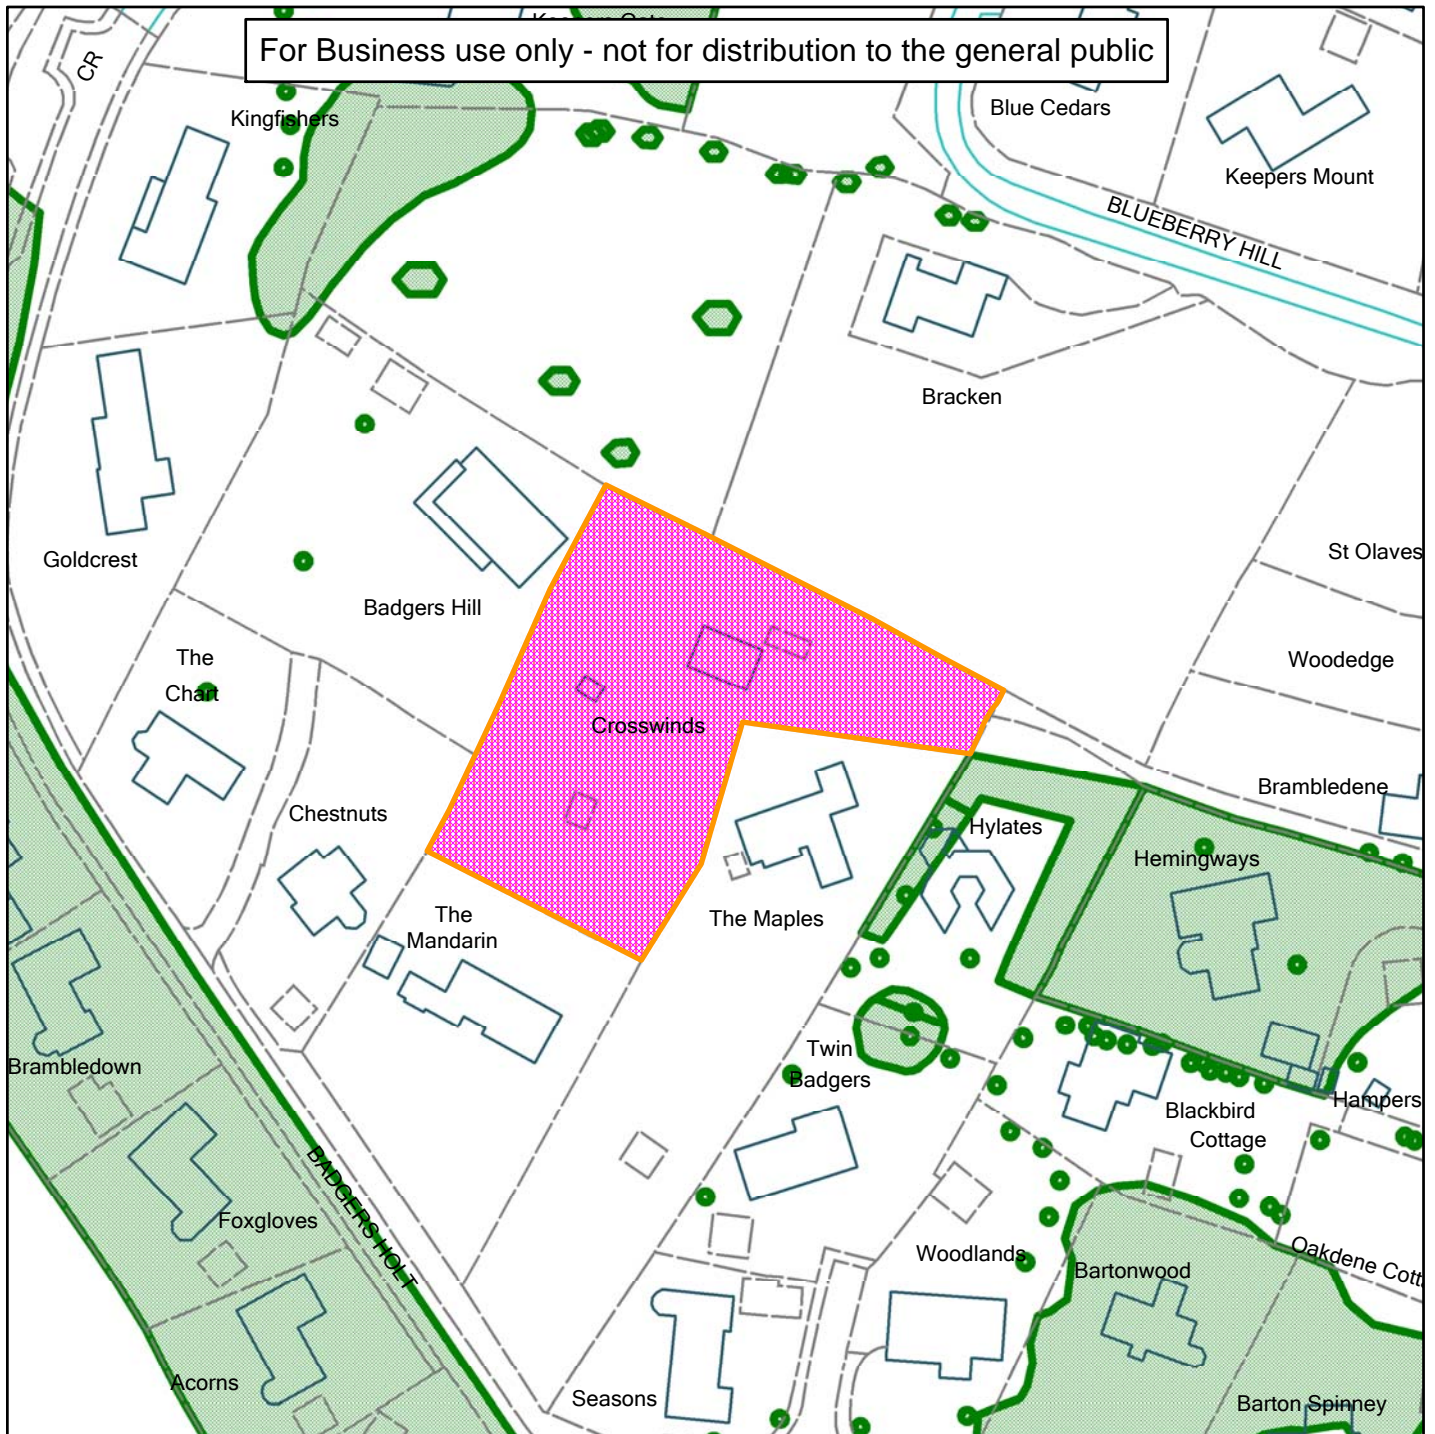 Keepers Gate
For Business use only - not for distribution to the general public
CR
Kingfishers
Blue Cedars
Keepers Mount
BLUEBERRY HILL
Bracken
Goldcrest
St Olaves
Badgers Hill
The
Chart
Woodedge
Crosswinds
Brambledene
Chestnuts
Hylates
Hemingways
The
Mandarin
The Maples
Brambledown
Twin
Badgers
Blackbird
Cottage
Hampers
BADGERS HOLT
Foxgloves
Woodlands
Bartonwood
Oakdene Cott
Acorns
Seasons
Barton Spinney